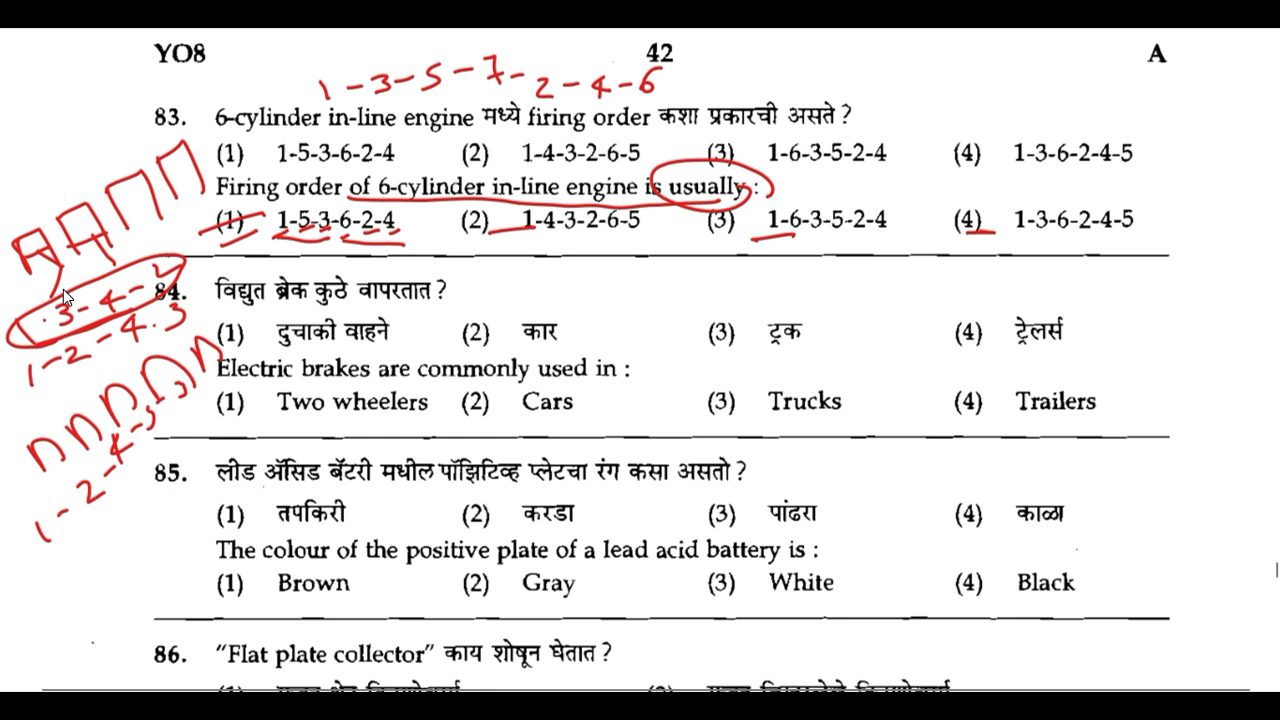 YO8 42 A
1-3-5-7-2-4-6
83. 6-cylinder in-line engine मध्ये firing order कशा प्रकारची असते ?
(1) 1-5-3-6-2-4 (2) 1-4-3-2-6-5 (3) 1-6-3-5-2-4 (4) 1-3-6-2-4-5
Firing order of 6-cylinder in-line engine is usually :
(1) 1-5-3-6-2-4 (2) 1-4-3-2-6-5 (3) 1-6-3-5-2-4 (4) 1-3-6-2-4-5
84. विद्युत ब्रेक कुठे वापरतात ?
3-4-2
(1) दुचाकी वाहने (2) कार (3) ट्रक (4) ट्रेलर्स
1-2-4.3
Electric brakes are commonly used in :
(1) Two wheelers (2) Cars (3) Trucks (4) Trailers
85. लीड ॲसिड बॅटरी मधील पॉझिटिव्ह प्लेटचा रंग कसा असतो ?
1-2-4-3
(1) तपकिरी (2) करडा (3) पांढरा (4) काळा
The colour of the positive plate of a lead acid battery is :
(1) Brown (2) Gray (3) White (4) Black
86. "Flat plate collector" काय शोषून घेतात ?